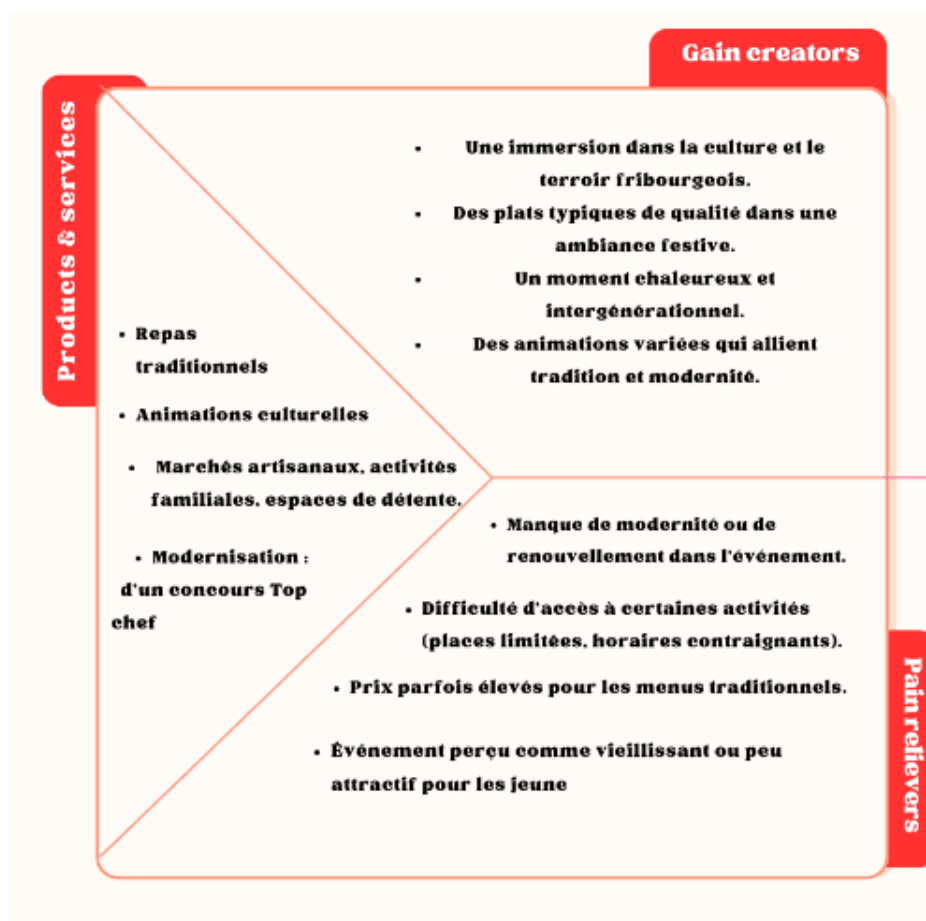 Gain creators
Products & services
• Une immersion dans la culture et le
terroir fribourgeois.
• Des plats typiques de qualité dans une
ambiance festive.
• Un moment chaleureux et
intergénérationnel.
• Des animations variées qui allient
tradition et modernité.
• Repas
traditionnels
• Animations culturelles
• Marchés artisanaux, activités
familiales, espaces de détente.
• Modernisation :
d'un concours Top
chef
• Manque de modernité ou de
renouvellement dans l'événement.
• Difficulté d'accès à certaines activités
(places limitées, horaires contraignants).
• Prix parfois élevés pour les menus traditionnels.
• Événement perçu comme vieillissant ou peu
attractif pour les jeune
Pain relievers